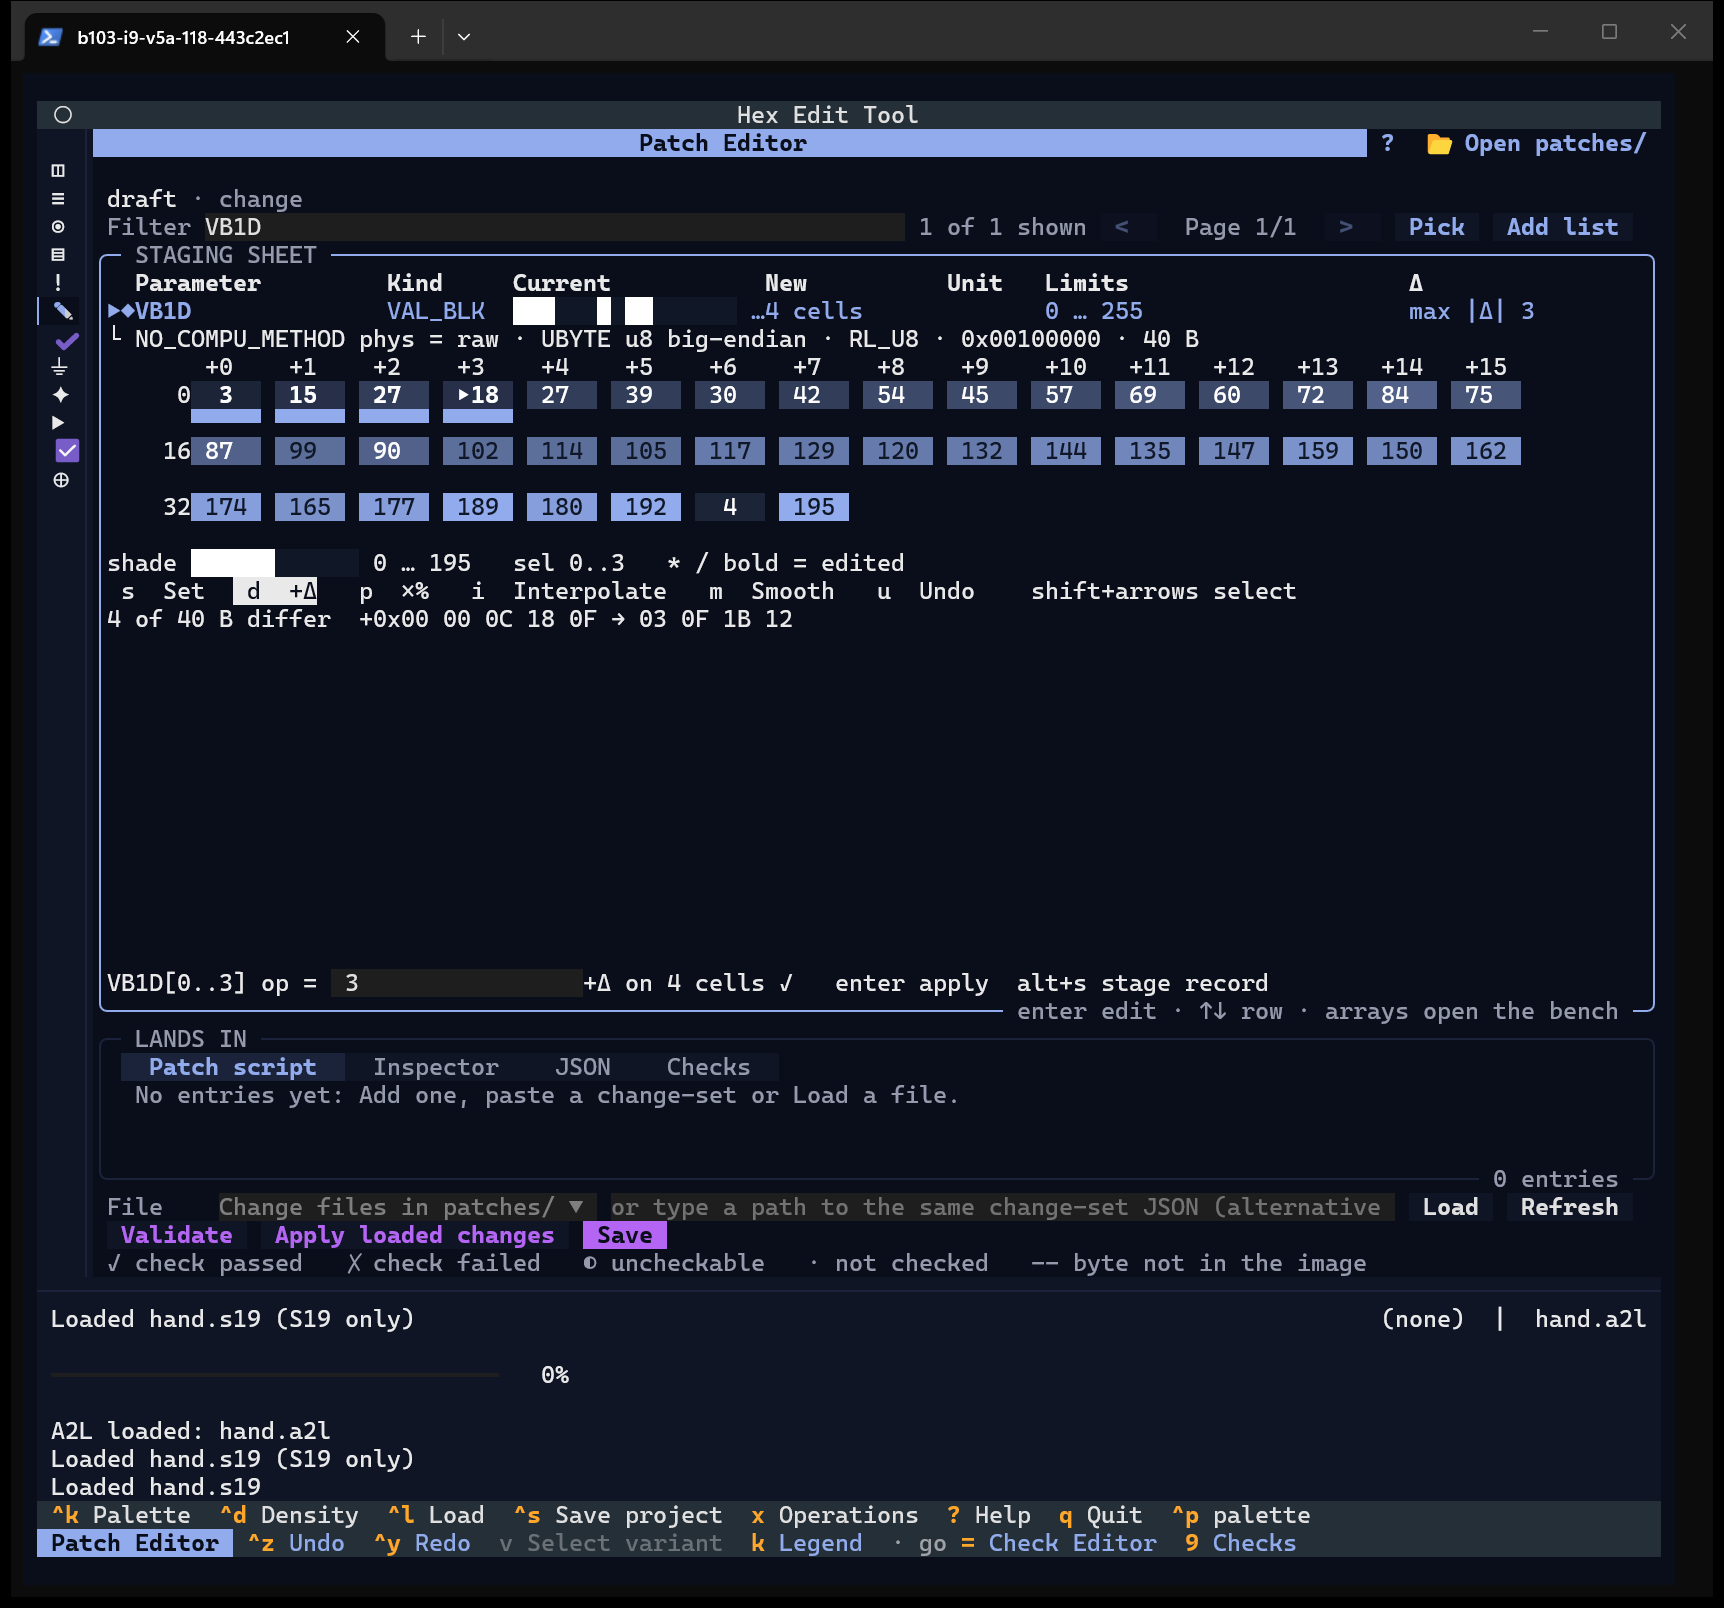 b103-i9-v5a-118-443c2ec1
Hex Edit Tool
Patch Editor ? Open patches/
draft · change
Filter VB1D 1 of 1 shown < Page 1/1 > Pick Add list
STAGING SHEET
Parameter Kind Current New Unit Limits Δ
▶◆VB1D VAL_BLK …4 cells 0 … 255 max |Δ| 3
└ NO_COMPU_METHOD phys = raw · UBYTE u8 big-endian · RL_U8 · 0x00100000 · 40 B
+0 +1 +2 +3 +4 +5 +6 +7 +8 +9 +10 +11 +12 +13 +14 +15
0 3 15 27 ▸18 27 39 30 42 54 45 57 69 60 72 84 75
16 87 99 90 102 114 105 117 129 120 132 144 135 147 159 150 162
32 174 165 177 189 180 192 4 195
shade 0 … 195 sel 0..3 * / bold = edited
s Set d +Δ p ×% i Interpolate m Smooth u Undo shift+arrows select
4 of 40 B differ +0x00 00 0C 18 0F → 03 0F 1B 12
VB1D[0..3] op = 3 +Δ on 4 cells ✓ enter apply alt+s stage record
enter edit · ↑↓ row · arrays open the bench
LANDS IN
Patch script Inspector JSON Checks
No entries yet: Add one, paste a change-set or Load a file.
0 entries
File Change files in patches/ ▼ or type a path to the same change-set JSON (alternative Load Refresh
Validate Apply loaded changes Save
✓ check passed ✗ check failed ◐ uncheckable · not checked -- byte not in the image
Loaded hand.s19 (S19 only) (none) | hand.a2l
0%
A2L loaded: hand.a2l
Loaded hand.s19 (S19 only)
Loaded hand.s19
^k Palette ^d Density ^l Load ^s Save project x Operations ? Help q Quit ^p palette
Patch Editor ^z Undo ^y Redo v Select variant k Legend · go = Check Editor 9 Checks